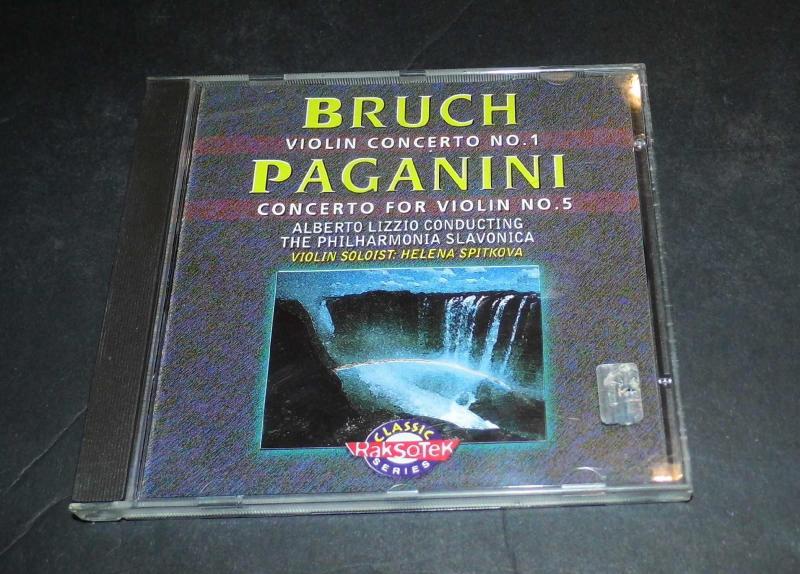 BRUCH
VIOLIN CONCERTO NO.1
PAGANINI
CONCERTO FOR VIOLIN NO.5
ALBERTO LIZZIO CONDUCTING
THE PHILHARMONIA SLAVONICA
VIOLIN SOLOIST: HELENA SPITKOVA
CLASSIC
RAKSOTEK
SERIES